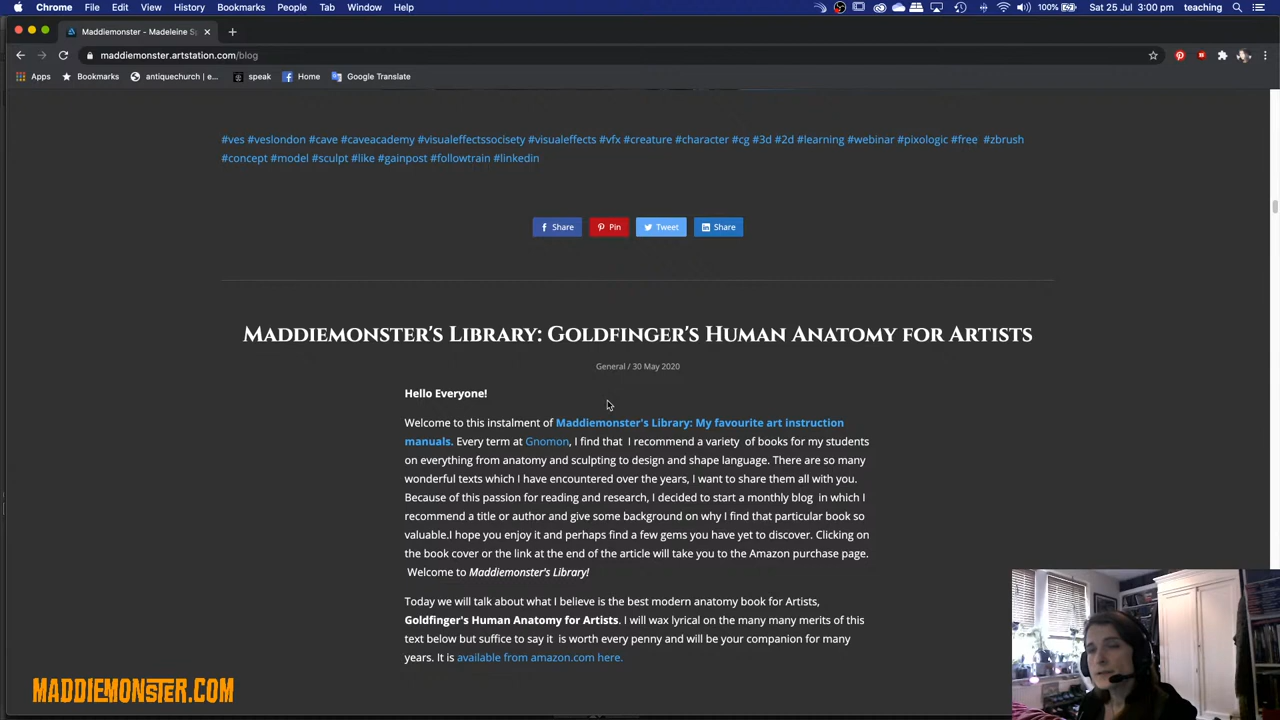 Chrome File Edit View History Bookmarks People Tab Window Help 100% Sat 25 Jul 3:00 pm teaching
Maddiemonster - Madeleine S
maddiemonster.artstation.com/blog
Apps Bookmarks antiquechurch | e... speak Home Google Translate
#ves #veslondon #cave #caveacademy #visualeffectssocisety #visualeffects #vfx #creature #character #cg #3d #2d #learning #webinar #pixologic #free #zbrush
#concept #model #sculpt #like #gainpost #followtrain #linkedin
Share Pin Tweet Share
Maddiemonster's Library: Goldfinger's Human Anatomy for Artists
General / 30 May 2020
Hello Everyone!
Welcome to this instalment of Maddiemonster's Library: My favourite art instruction
manuals. Every term at Gnomon, I find that I recommend a variety of books for my students
on everything from anatomy and sculpting to design and shape language. There are so many
wonderful texts which I have encountered over the years, I want to share them all with you.
Because of this passion for reading and research, I decided to start a monthly blog in which I
recommend a title or author and give some background on why I find that particular book so
valuable.I hope you enjoy it and perhaps find a few gems you have yet to discover. Clicking on
the book cover or the link at the end of the article will take you to the Amazon purchase page.
Welcome to Maddiemonster's Library!
Today we will talk about what I believe is the best modern anatomy book for Artists,
Goldfinger's Human Anatomy for Artists. I will wax lyrical on the many many merits of this
text below but suffice to say it is worth every penny and will be your companion for many
years. It is available from amazon.com here.
MADDIEMONSTER.COM